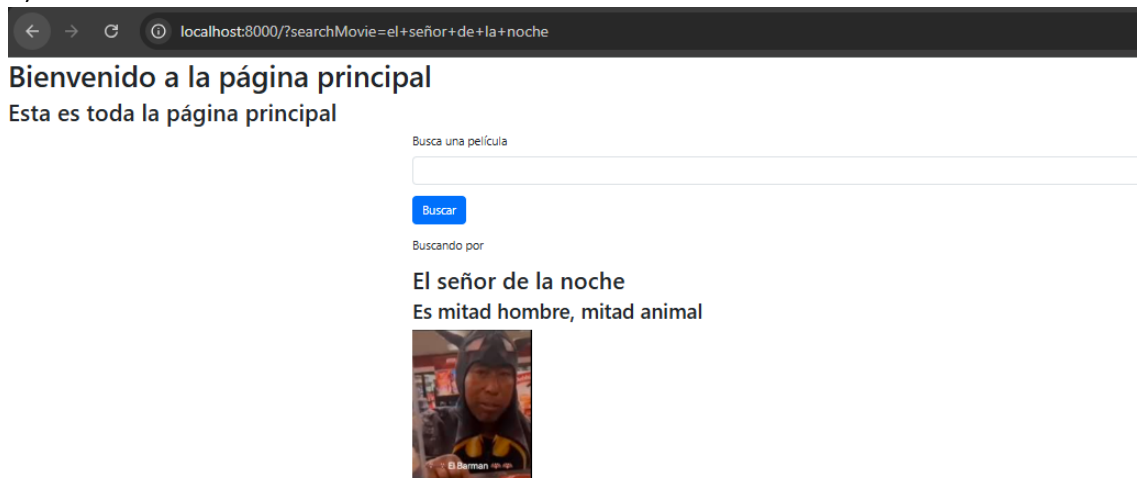 localhost:8000/?searchMovie=el+señor+de+la+noche
Bienvenido a la página principal
Esta es toda la página principal
Busca una película
Buscar
Buscando por
El señor de la noche
Es mitad hombre, mitad animal
El Barman